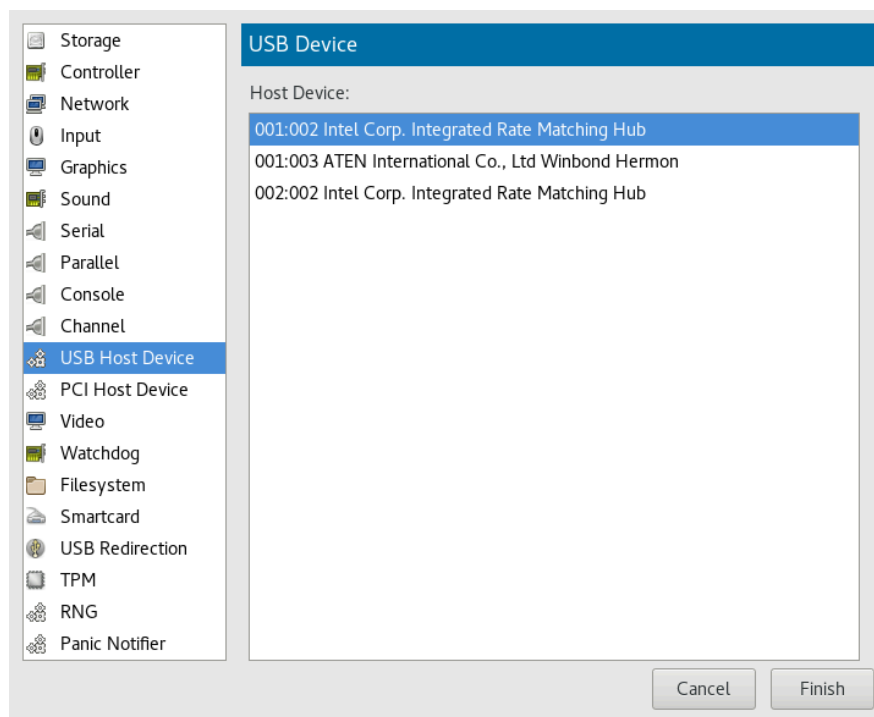 Storage
Controller
Network
Input
Graphics
Sound
Serial
Parallel
Console
Channel
USB Host Device
PCI Host Device
Video
Watchdog
Filesystem
Smartcard
USB Redirection
TPM
RNG
Panic Notifier
USB Device
Host Device:
001:002 Intel Corp. Integrated Rate Matching Hub
001:003 ATEN International Co., Ltd Winbond Hermon
002:002 Intel Corp. Integrated Rate Matching Hub
Cancel
Finish